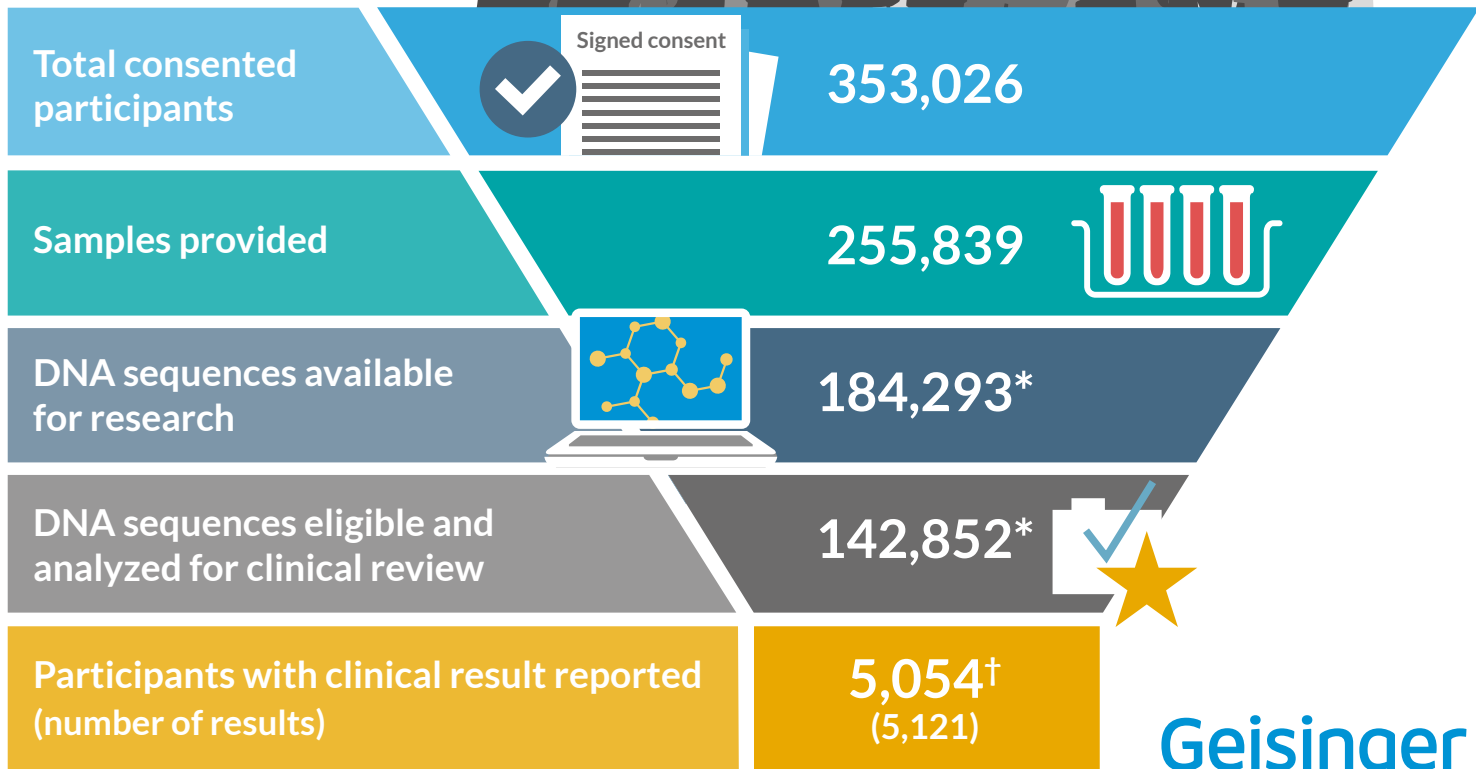 Total consented
participants
Signed consent
353,026
Samples provided
255,839
DNA sequences available
for research
184,293*
DNA sequences eligible and
analyzed for clinical review
142,852*
Participants with clinical result reported
(number of results)
5,054†
(5,121)
Geisinger